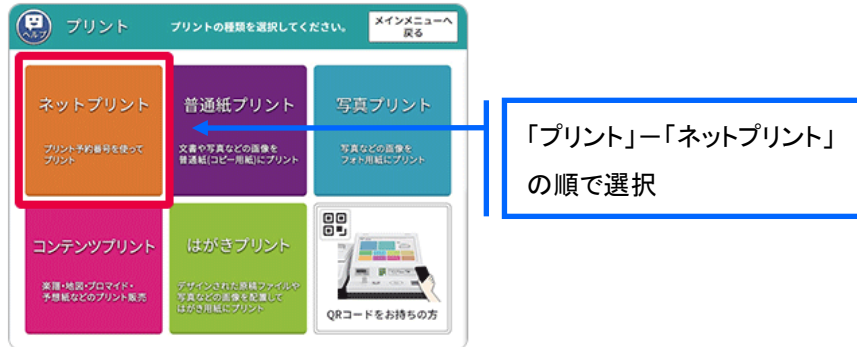 ヘルプ
プリント
プリントの種類を選択してください。
メインメニューへ
戻る
ネットプリント
プリント予約番号を使って
プリント
普通紙プリント
文書や写真などの画像を
普通紙(コピー用紙)にプリント
写真プリント
写真などの画像を
フォト用紙にプリント
「プリント」－「ネットプリント」
の順で選択
コンテンツプリント
楽譜・地図・ブロマイド・
予想紙などのプリント販売
はがきプリント
デザインされた原稿ファイルや
写真などの画像を配置して
はがき用紙にプリント
QRコードをお持ちの方